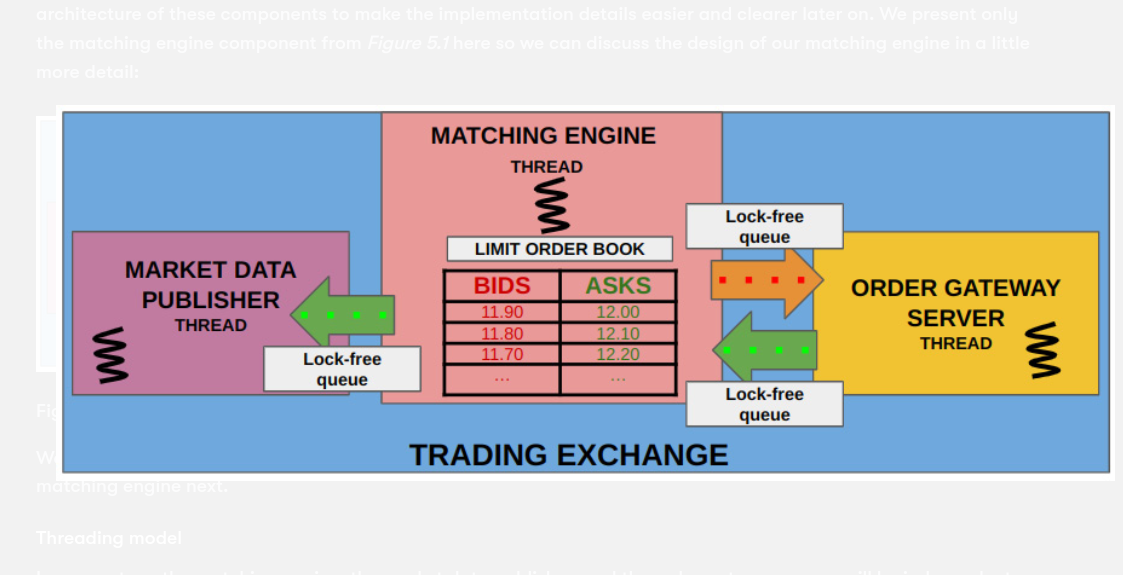 architecture of these components to make the implementation details easier and clearer later on. We present only
the matching engine component from Figure 5.1 here so we can discuss the design of our matching engine in a little
more detail:
MATCHING ENGINE
THREAD
LIMIT ORDER BOOK
BIDS ASKS
11.90 12.00
11.80 12.10
11.70 12.20
... ...
MARKET DATA
PUBLISHER
THREAD
Lock-free
queue
Lock-free
queue
ORDER GATEWAY
SERVER
THREAD
Lock-free
queue
TRADING EXCHANGE
matching engine next.
Threading model